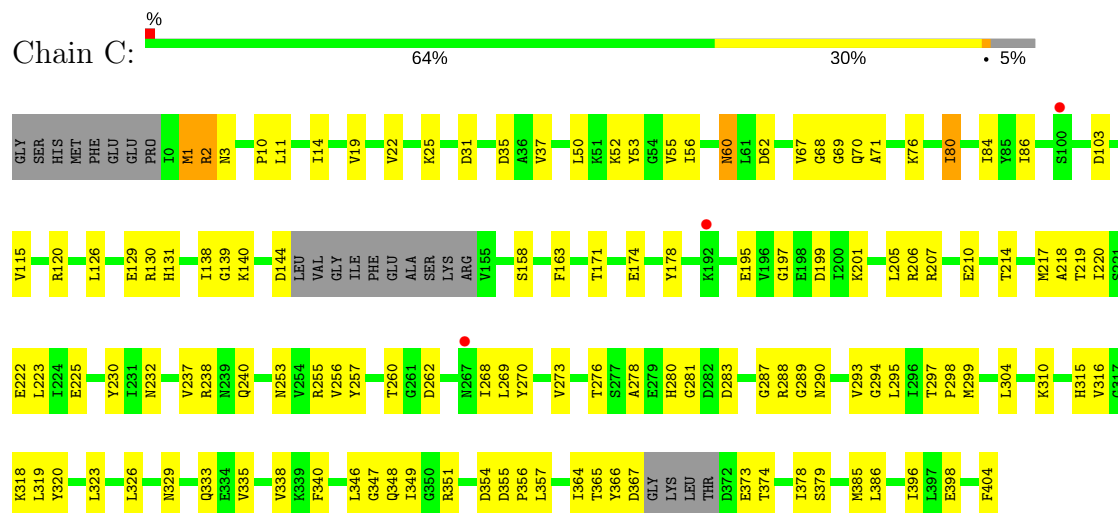 %
Chain C:
64% 30% • 5%
GLY SER HIS MET PHE GLU GLU PRO I0 M1 R2 N3 P10 L11 I14 V19 V22 K25 D31 D35 A36 V37 L50 K51 K52 Y53 G54 V55 I56 N60 L61 D62 V67 G68 G69 Q70 A71 K76 I80 I84 Y85 I86 S100 D103
V115 R120 L126 E129 R130 H131 I138 G139 K140 D144 LEU VAL GLY ILE PHE GLU ALA SER LYS ARG V155 S158 F163 T171 E174 Y178 K192 E195 V196 G197 E198 D199 I200 K201 L205 R206 R207 E210 T214 M217 A218 T219 I220 S221
E222 L223 I224 E225 Y230 I231 N232 V237 R238 N239 Q240 N253 V254 R255 V256 Y257 T260 G261 D262 N267 I268 L269 Y270 V273 T276 S277 A278 E279 H280 G281 D282 D283 G287 R288 G289 N290 V293 G294 L295 I296 T297 P298 M299 L304 K310 H315 V316 G317
K318 L319 Y320 L323 L326 N329 Q333 E334 V335 V338 K339 F340 L346 G347 Q348 I349 G350 R351 D354 D355 P356 L357 I364 T365 Y366 D367 GLY LYS LEU THR D372 E373 T374 I378 S379 M385 L386 I396 L397 E398 F404